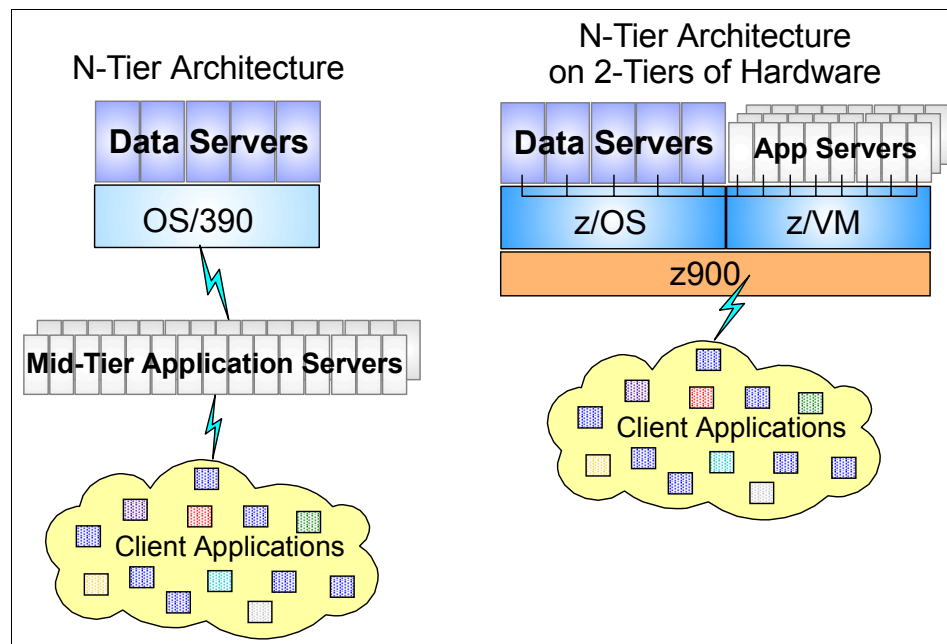 N-Tier Architecture
Data Servers
OS/390
Mid-Tier Application Servers
Client Applications
N-Tier Architecture
on 2-Tiers of Hardware
Data Servers
App Servers
z/OS
z/VM
z900
Client Applications